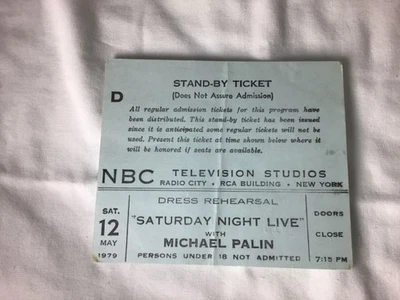 STAND-BY TICKET
(Does Not Assure Admission)
D
All regular admission tickets for this program have
been distributed. This stand-by ticket has been issued
since it is anticipated some regular tickets will not be
used. Present this ticket at time shown below where it
will be honored if seats are available.
NBC TELEVISION STUDIOS
RADIO CITY • RCA BUILDING • NEW YORK
DRESS REHEARSAL
SAT.
12
MAY
1979
"SATURDAY NIGHT LIVE"
WITH
MICHAEL PALIN
PERSONS UNDER 18 NOT ADMITTED
DOORS
CLOSE
7:15 PM